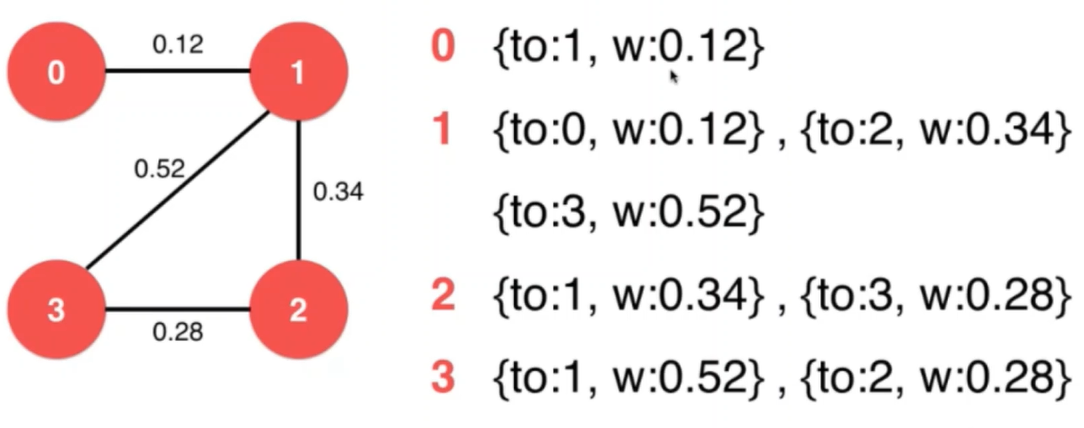 0 0.12 1
0.52
0.34
3 0.28 2
0 {to:1, w:0.12}
1 {to:0, w:0.12} , {to:2, w:0.34}
{to:3, w:0.52}
2 {to:1, w:0.34} , {to:3, w:0.28}
3 {to:1, w:0.52} , {to:2, w:0.28}